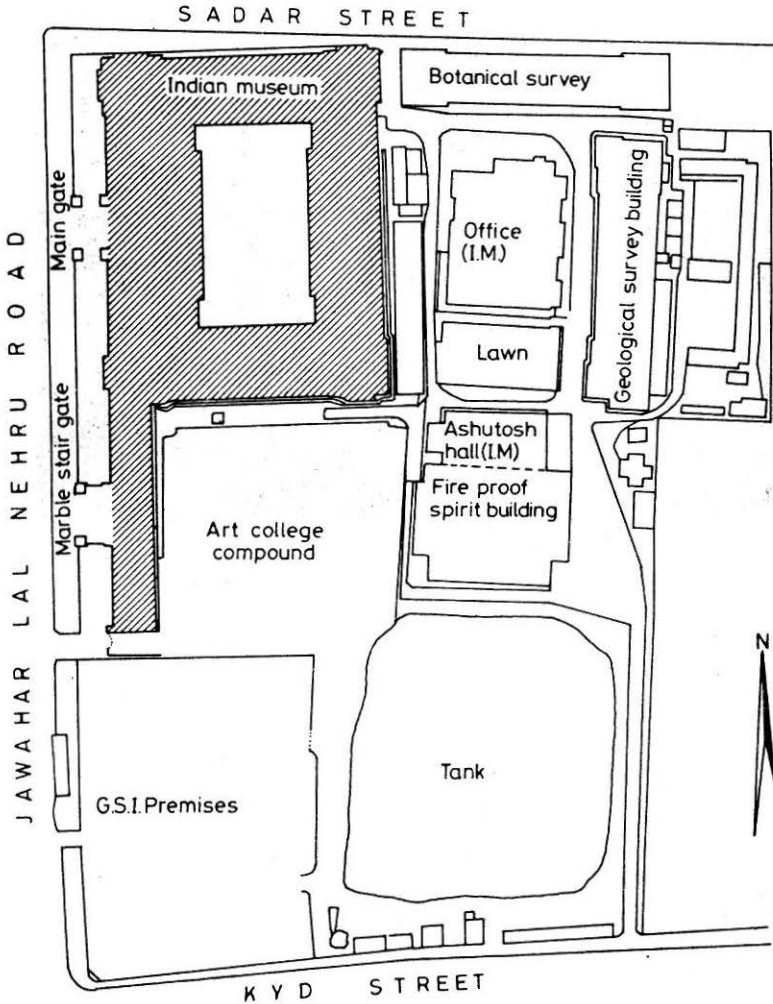 SADAR STREET
Indian museum
Botanical survey
Main gate
Office
(I.M.)
Geological survey building
JAWAHAR LAL NEHRU ROAD
Lawn
Marble stair gate
Ashutosh
hall(I.M)
Fire proof
spirit building
Art college
compound
N
Tank
G.S.I. Premises
KYD STREET